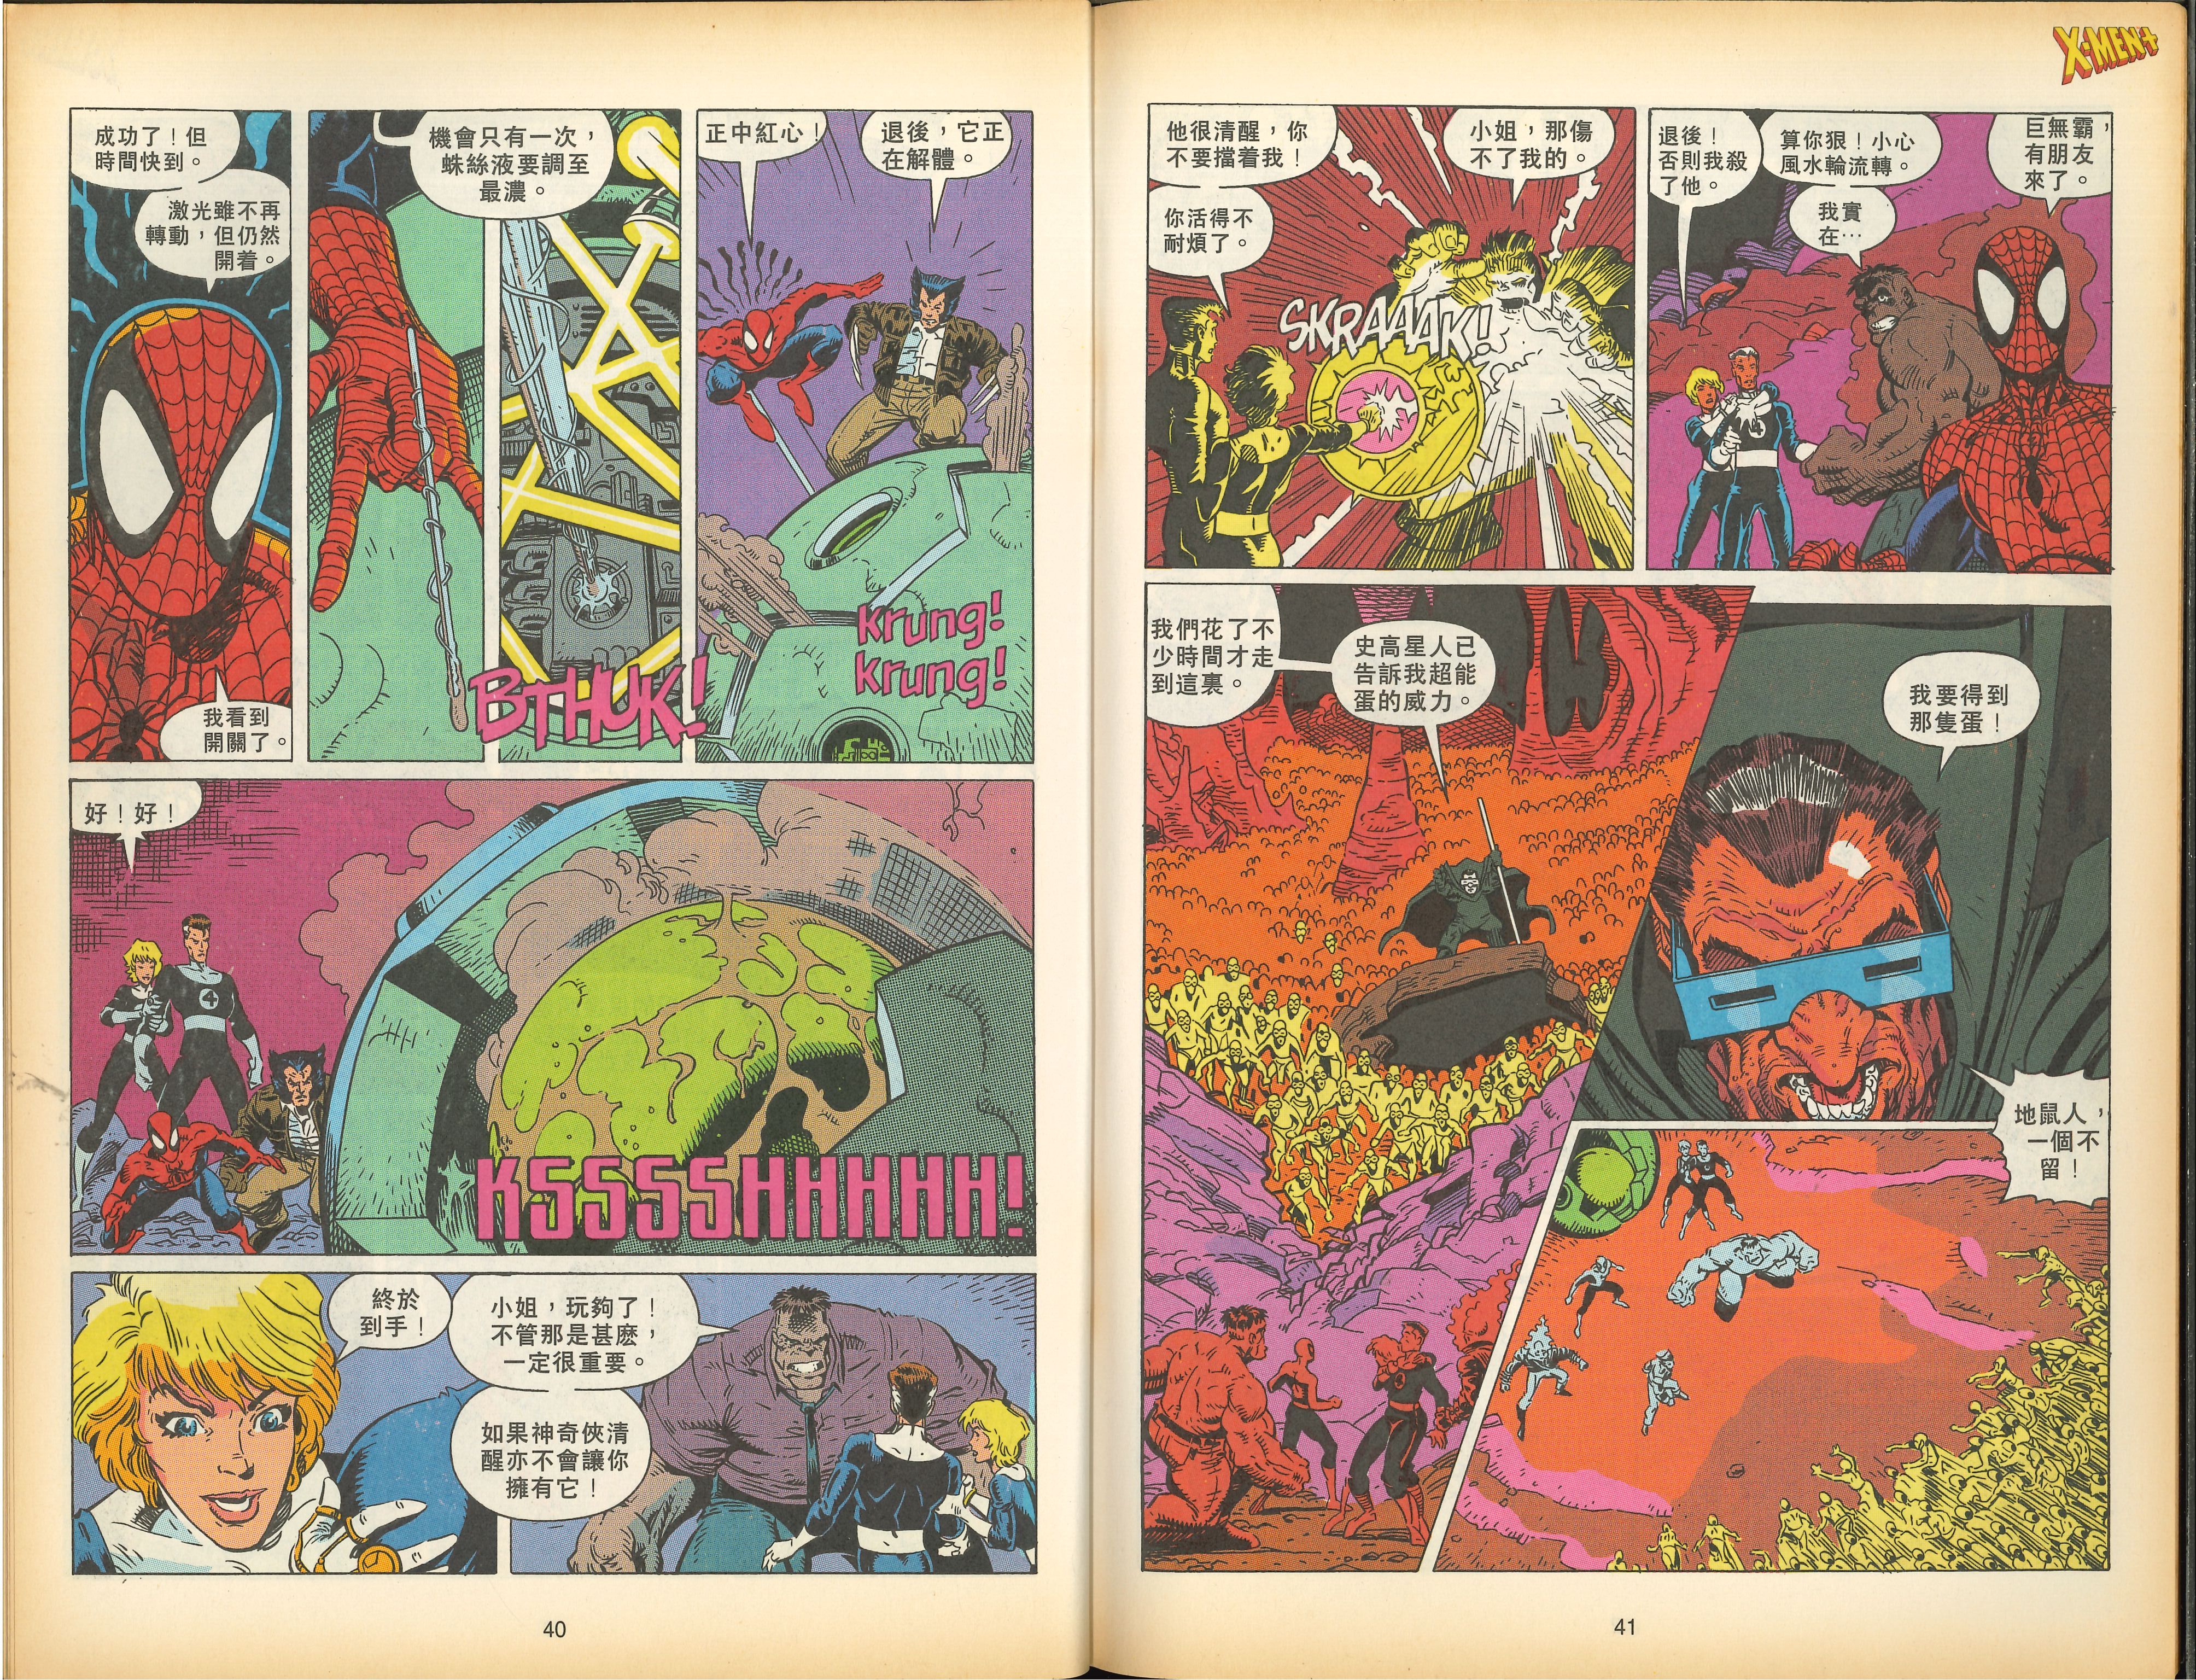 X-MEN+
成功了！但
時間快到。
激光雖不再
轉動，但仍然
開着。
我看到
開關了。
機會只有一次，
蛛絲液要調至
最濃。
BTHUK!
正中紅心！
退後，它正
在解體。
Krung!
Krung!
好！好！
4
KSSSSHHHHH!
終於
到手！
小姐，玩夠了！
不管那是甚麽，
一定很重要。
如果神奇俠清
醒亦不會讓你
擁有它！
40
他很清醒，你
不要擋着我！
你活得不
耐煩了。
小姐，那傷
不了我的。
SKRAAAK!
退後！
否則我殺
了他。
算你狠！小心
風水輪流轉。
我實
在…
巨無霸，
有朋友
來了。
4
我們花了不
少時間才走
到這裏。
史高星人已
告訴我超能
蛋的威力。
我要得到
那隻蛋！
地鼠人，
一個不
留！
41